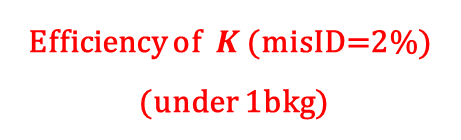 Efficiency of K (misID=2%)
(under 1bkg)